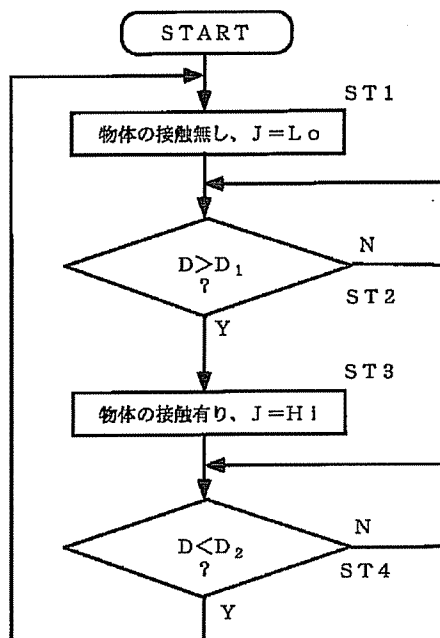 START
ST1
物体の接触無し、J=Lo
N
D>D1
?
ST2
Y
ST3
物体の接触有り、J=Hi
N
D<D2
?
ST4
Y